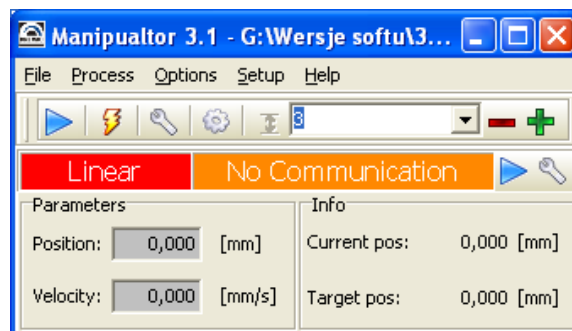 Manipualtor 3.1 - G:\Wersje softu\3...
File Process Options Setup Help
3
Linear No Communication
Parameters Info
Position: 0,000 [mm] Current pos: 0,000 [mm]
Velocity: 0,000 [mm/s] Target pos: 0,000 [mm]